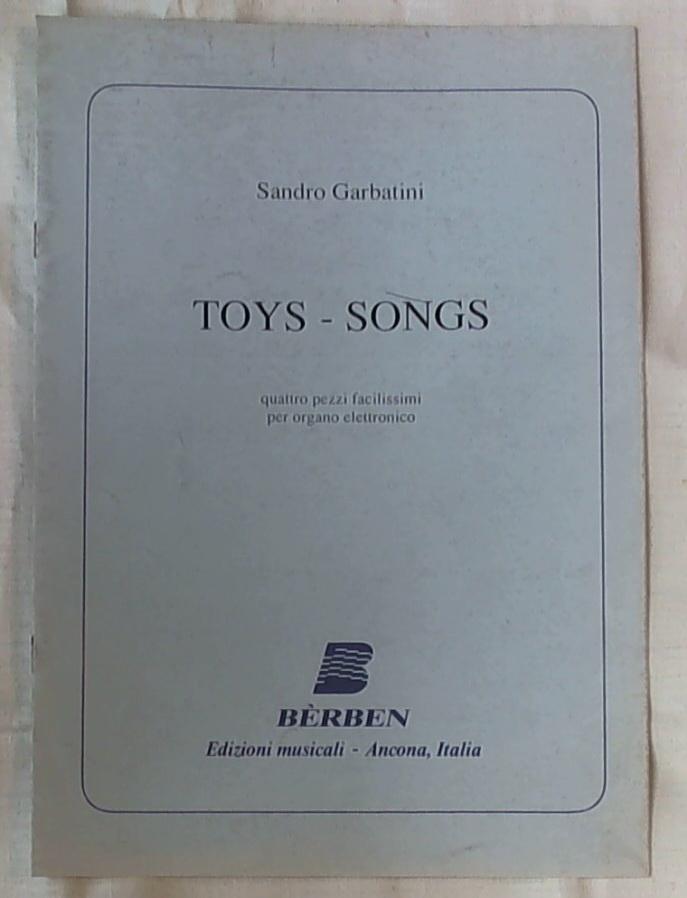 Sandro Garbatini
TOYS - SONGS
quattro pezzi facilissimi
per organo elettronico
B
BÈRBEN
Edizioni musicali - Ancona, Italia